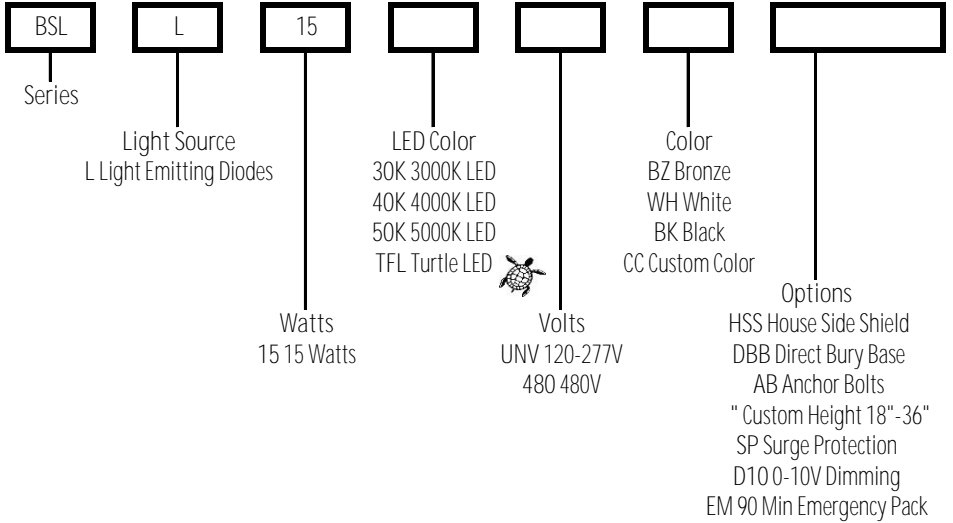 BSL
L
15
Series
Light Source
L Light Emitting Diodes
LED Color
30K 3000K LED
40K 4000K LED
50K 5000K LED
TFL Turtle LED
Color
BZ Bronze
WH White
BK Black
CC Custom Color
Watts
15 15 Watts
Volts
UNV 120-277V
480 480V
Options
HSS House Side Shield
DBB Direct Bury Base
AB Anchor Bolts
" Custom Height 18"-36"
SP Surge Protection
D10 0-10V Dimming
EM 90 Min Emergency Pack